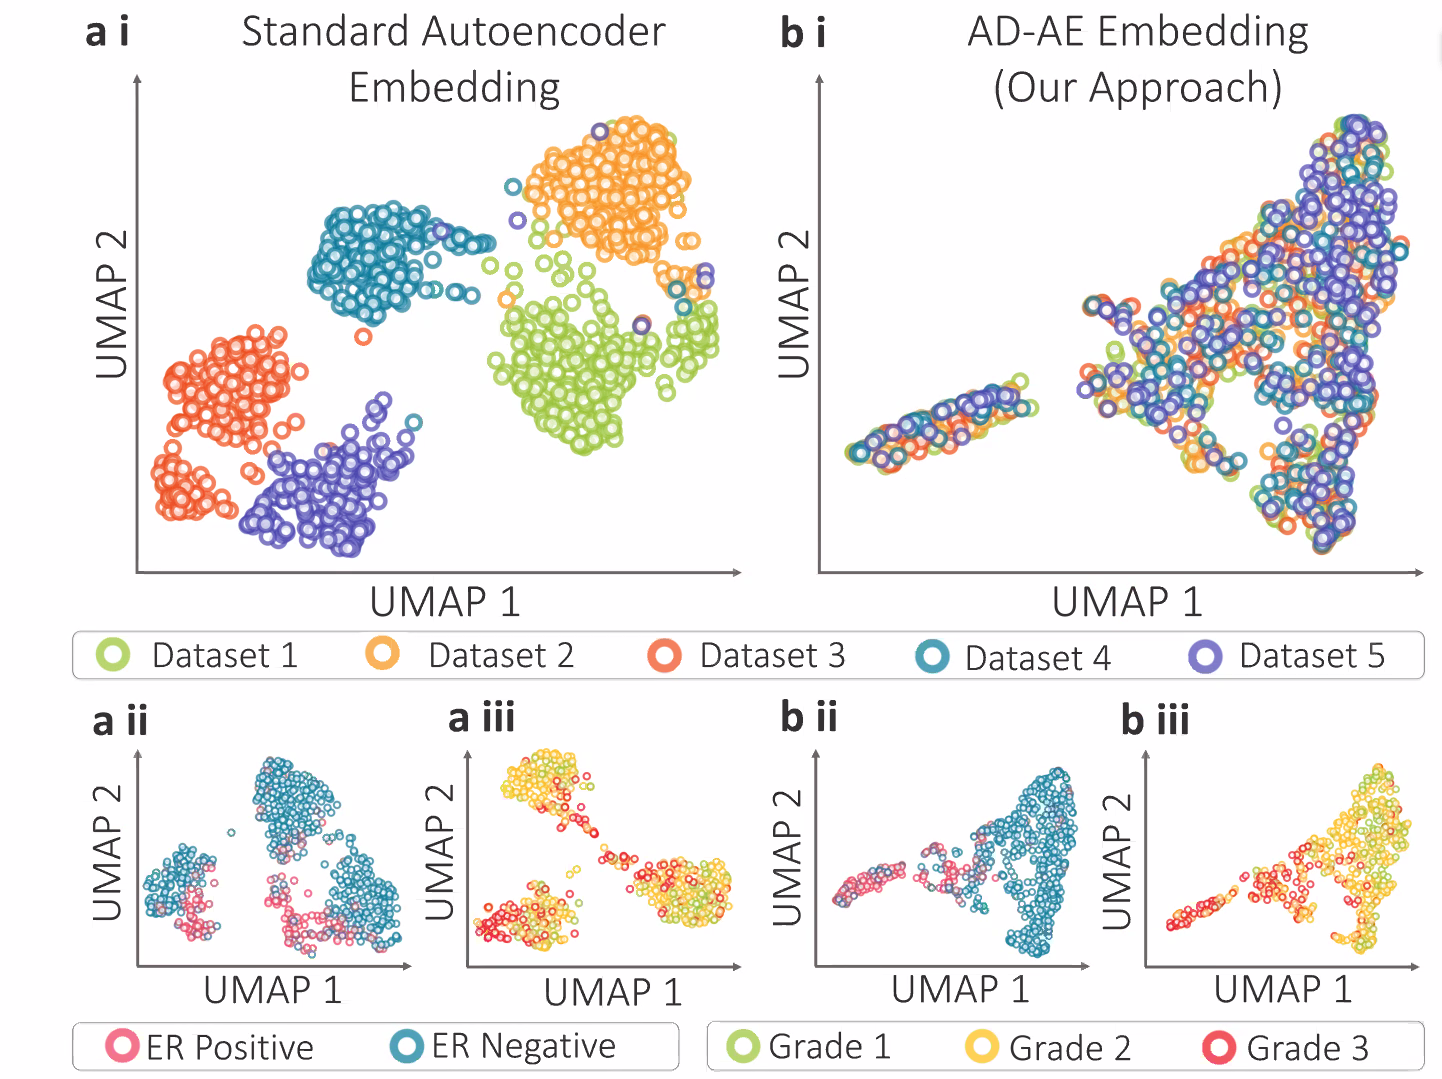 a i
Standard Autoencoder
Embedding
UMAP 2
UMAP 1
b i
AD-AE Embedding
(Our Approach)
UMAP 2
UMAP 1
Dataset 1
Dataset 2
Dataset 3
Dataset 4
Dataset 5
a ii
UMAP 2
UMAP 1
a iii
UMAP 2
UMAP 1
b ii
UMAP 2
UMAP 1
b iii
UMAP 2
UMAP 1
ER Positive
ER Negative
Grade 1
Grade 2
Grade 3